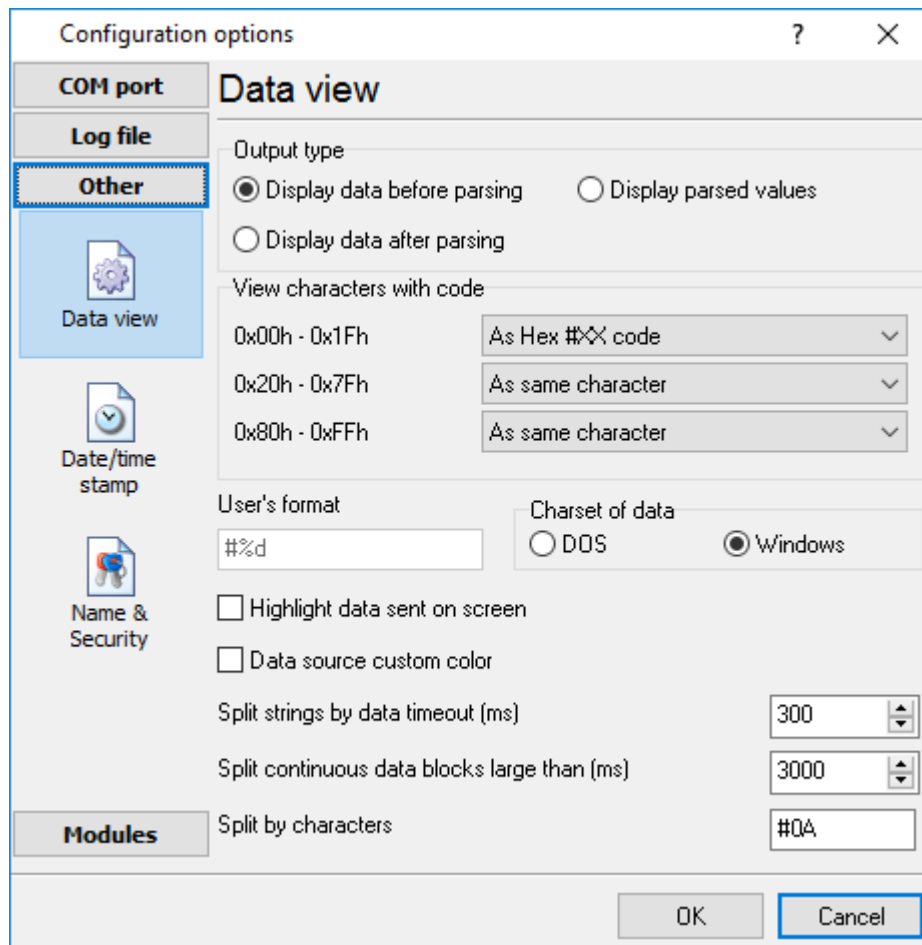 Configuration options
?
COM port
Log file
Other
Data view
Date/time
stamp
Name &
Security
Modules
Data view
Output type
Display data before parsing
Display parsed values
Display data after parsing
View characters with code
0x00h - 0x1Fh
As Hex #XX code
0x20h - 0x7Fh
As same character
0x80h - 0xFFh
As same character
User's format
#%d
Charset of data
DOS
Windows
Highlight data sent on screen
Data source custom color
Split strings by data timeout (ms)
300
Split continuous data blocks large than (ms)
3000
Split by characters
#0A
OK
Cancel